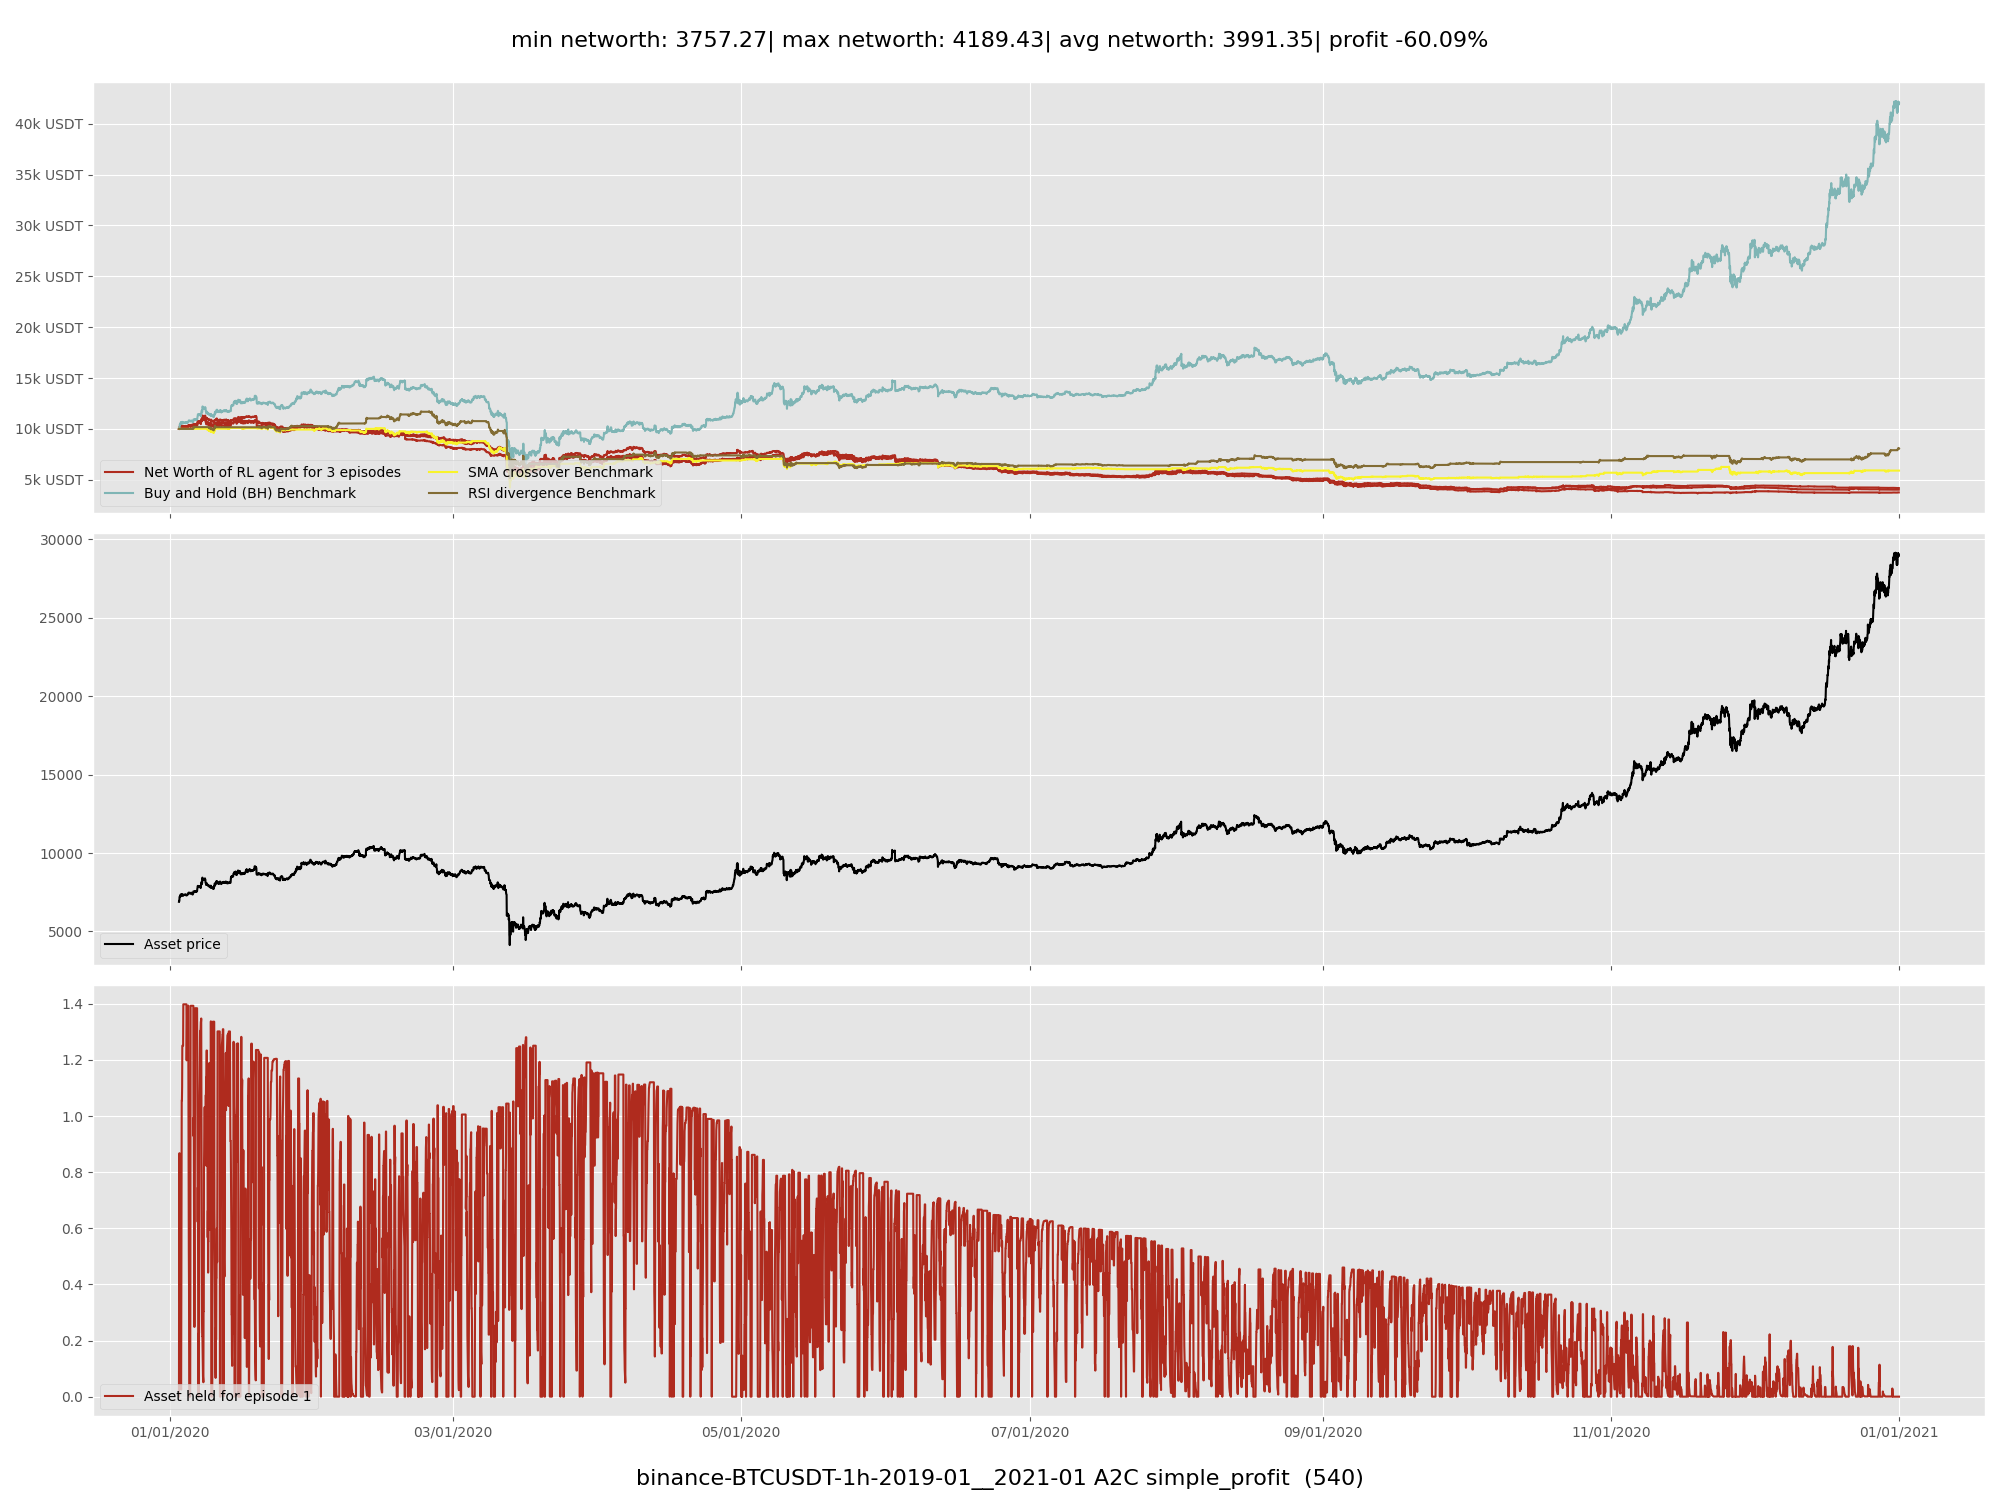 min networth: 3757.27| max networth: 4189.43| avg networth: 3991.35| profit -60.09%
40k USDT
35k USDT
30k USDT
25k USDT
20k USDT
15k USDT
10k USDT
5k USDT
Net Worth of RL agent for 3 episodes
Buy and Hold (BH) Benchmark
SMA crossover Benchmark
RSI divergence Benchmark
30000
25000
20000
15000
10000
5000
Asset price
1.4
1.2
1.0
0.8
0.6
0.4
0.2
0.0
Asset held for episode 1
01/01/2020 03/01/2020 05/01/2020 07/01/2020 09/01/2020 11/01/2020 01/01/2021
binance-BTCUSDT-1h-2019-01__2021-01 A2C simple_profit (540)